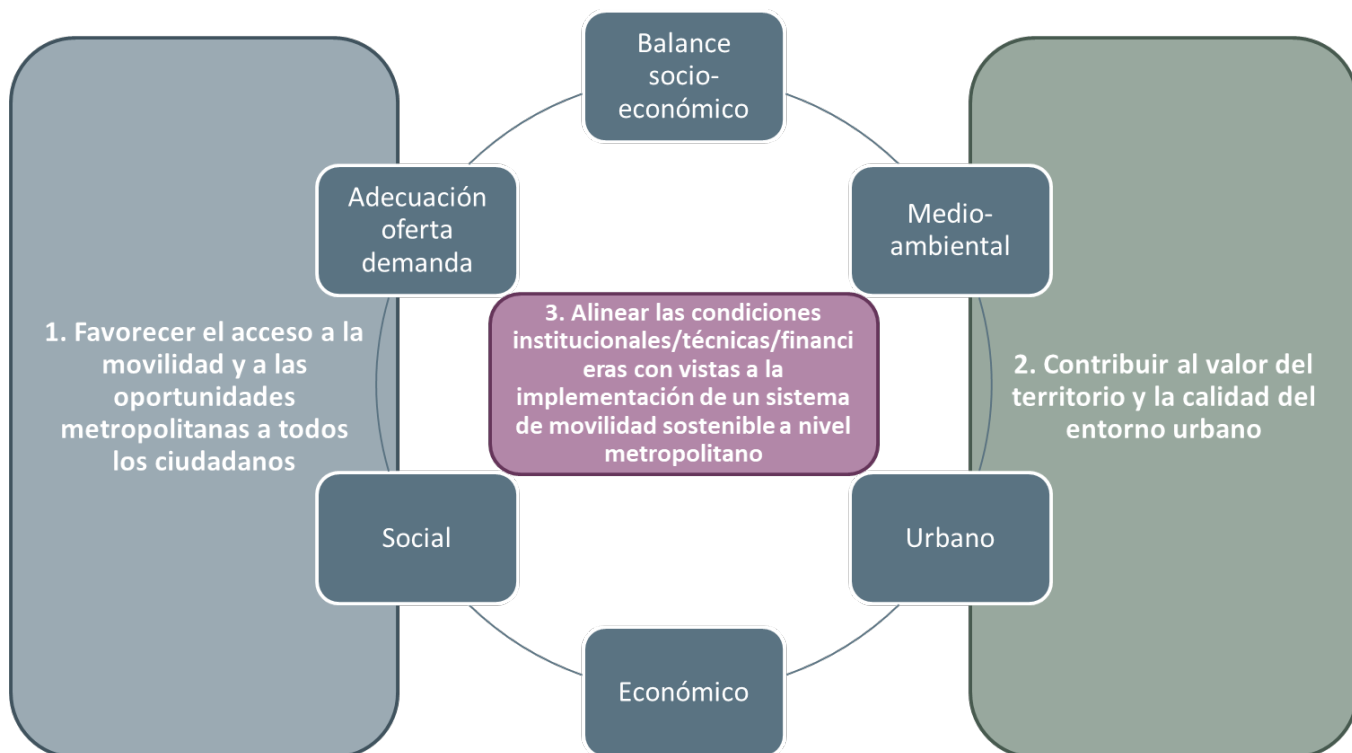 Balance
socio-
económico
Adecuación
oferta
demanda
Medio-
ambiental
1. Favorecer el acceso a la
movilidad y a las
oportunidades
metropolitanas a todos
los ciudadanos
3. Alinear las condiciones
institucionales/técnicas/financi
eras con vistas a la
implementación de un sistema
de movilidad sostenible a nivel
metropolitano
2. Contribuir al valor del
territorio y la calidad del
entorno urbano
Social
Urbano
Económico